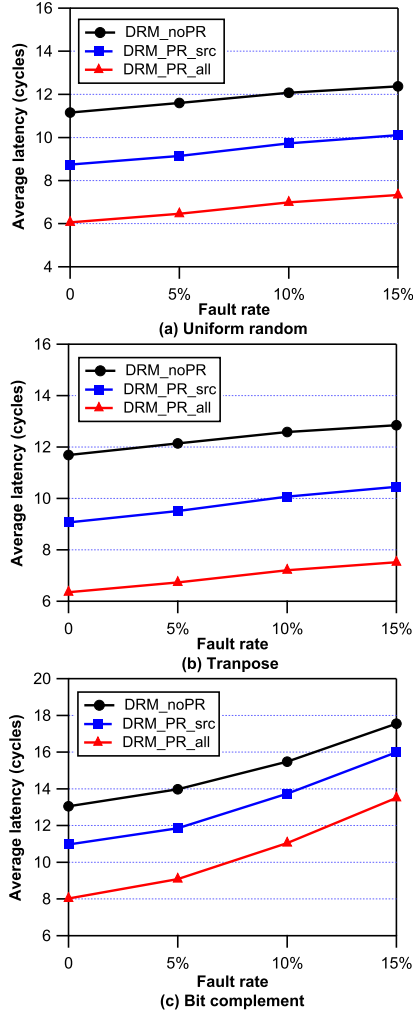 16
14
12
10
8
6
4
Average latency (cycles)
DRM_noPR
DRM_PR_src
DRM_PR_all
0 5% 10% 15%
Fault rate
(a) Uniform random
16
14
12
10
8
6
Average latency (cycles)
DRM_noPR
DRM_PR_src
DRM_PR_all
0 5% 10% 15%
Fault rate
(b) Tranpose
20
18
16
14
12
10
8
6
Average latency (cycles)
DRM_noPR
DRM_PR_src
DRM_PR_all
0 5% 10% 15%
Fault rate
(c) Bit complement